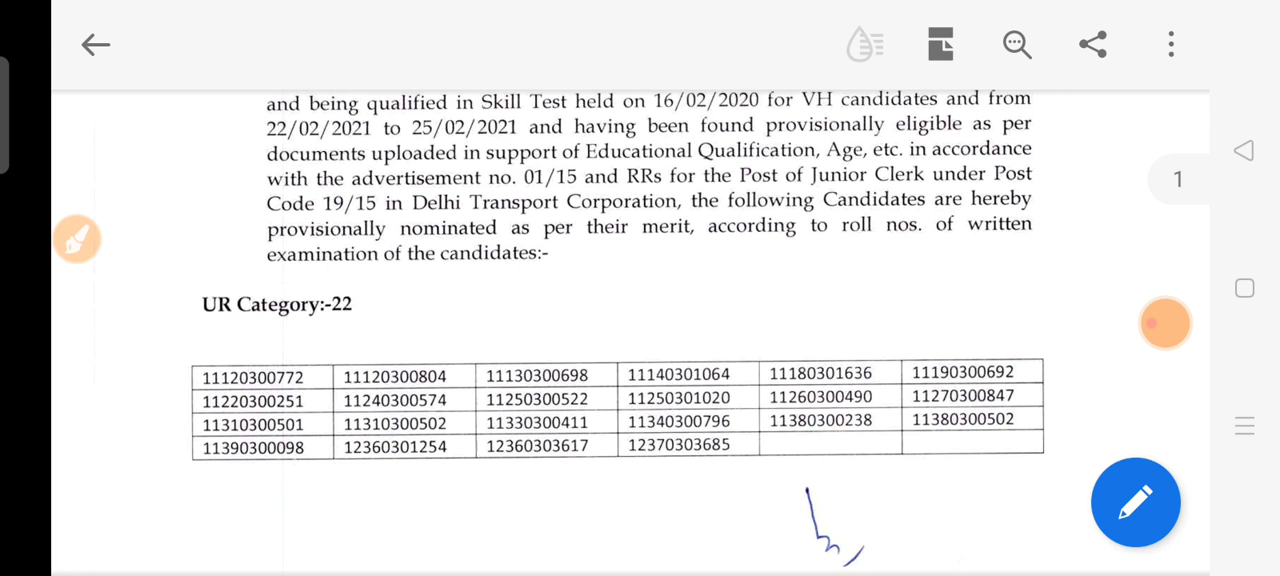 and being qualified in Skill Test held on 16/02/2020 for VH candidates and from
22/02/2021 to 25/02/2021 and having been found provisionally eligible as per
documents uploaded in support of Educational Qualification, Age, etc. in accordance
with the advertisement no. 01/15 and RRs for the Post of Junior Clerk under Post
Code 19/15 in Delhi Transport Corporation, the following Candidates are hereby
provisionally nominated as per their merit, according to roll nos. of written
examination of the candidates:-
1
UR Category:-22
11120300772 11120300804 11130300698 11140301064 11180301636 11190300692
11220300251 11240300574 11250300522 11250301020 11260300490 11270300847
11310300501 11310300502 11330300411 11340300796 11380300238 11380300502
11390300098 12360301254 12360303617 12370303685